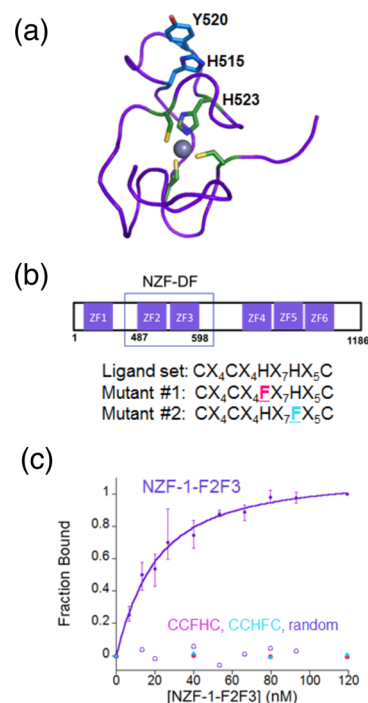 (a)
Y520
H515
H523
(b)
NZF-DF
ZF1 ZF2 ZF3 ZF4 ZF5 ZF6
1 487 598 1186
Ligand set: CX₄CX₄HX₇HX₅C
Mutant #1: CX₄CX₄FX₇HX₅C
Mutant #2: CX₄CX₄HX₇FX₅C
(c)
NZF-1-F2F3
Fraction Bound
1
0.8
0.6
0.4
0.2
0
CCFHC, CCHFC, random
0 20 40 60 80 100 120
[NZF-1-F2F3] (nM)